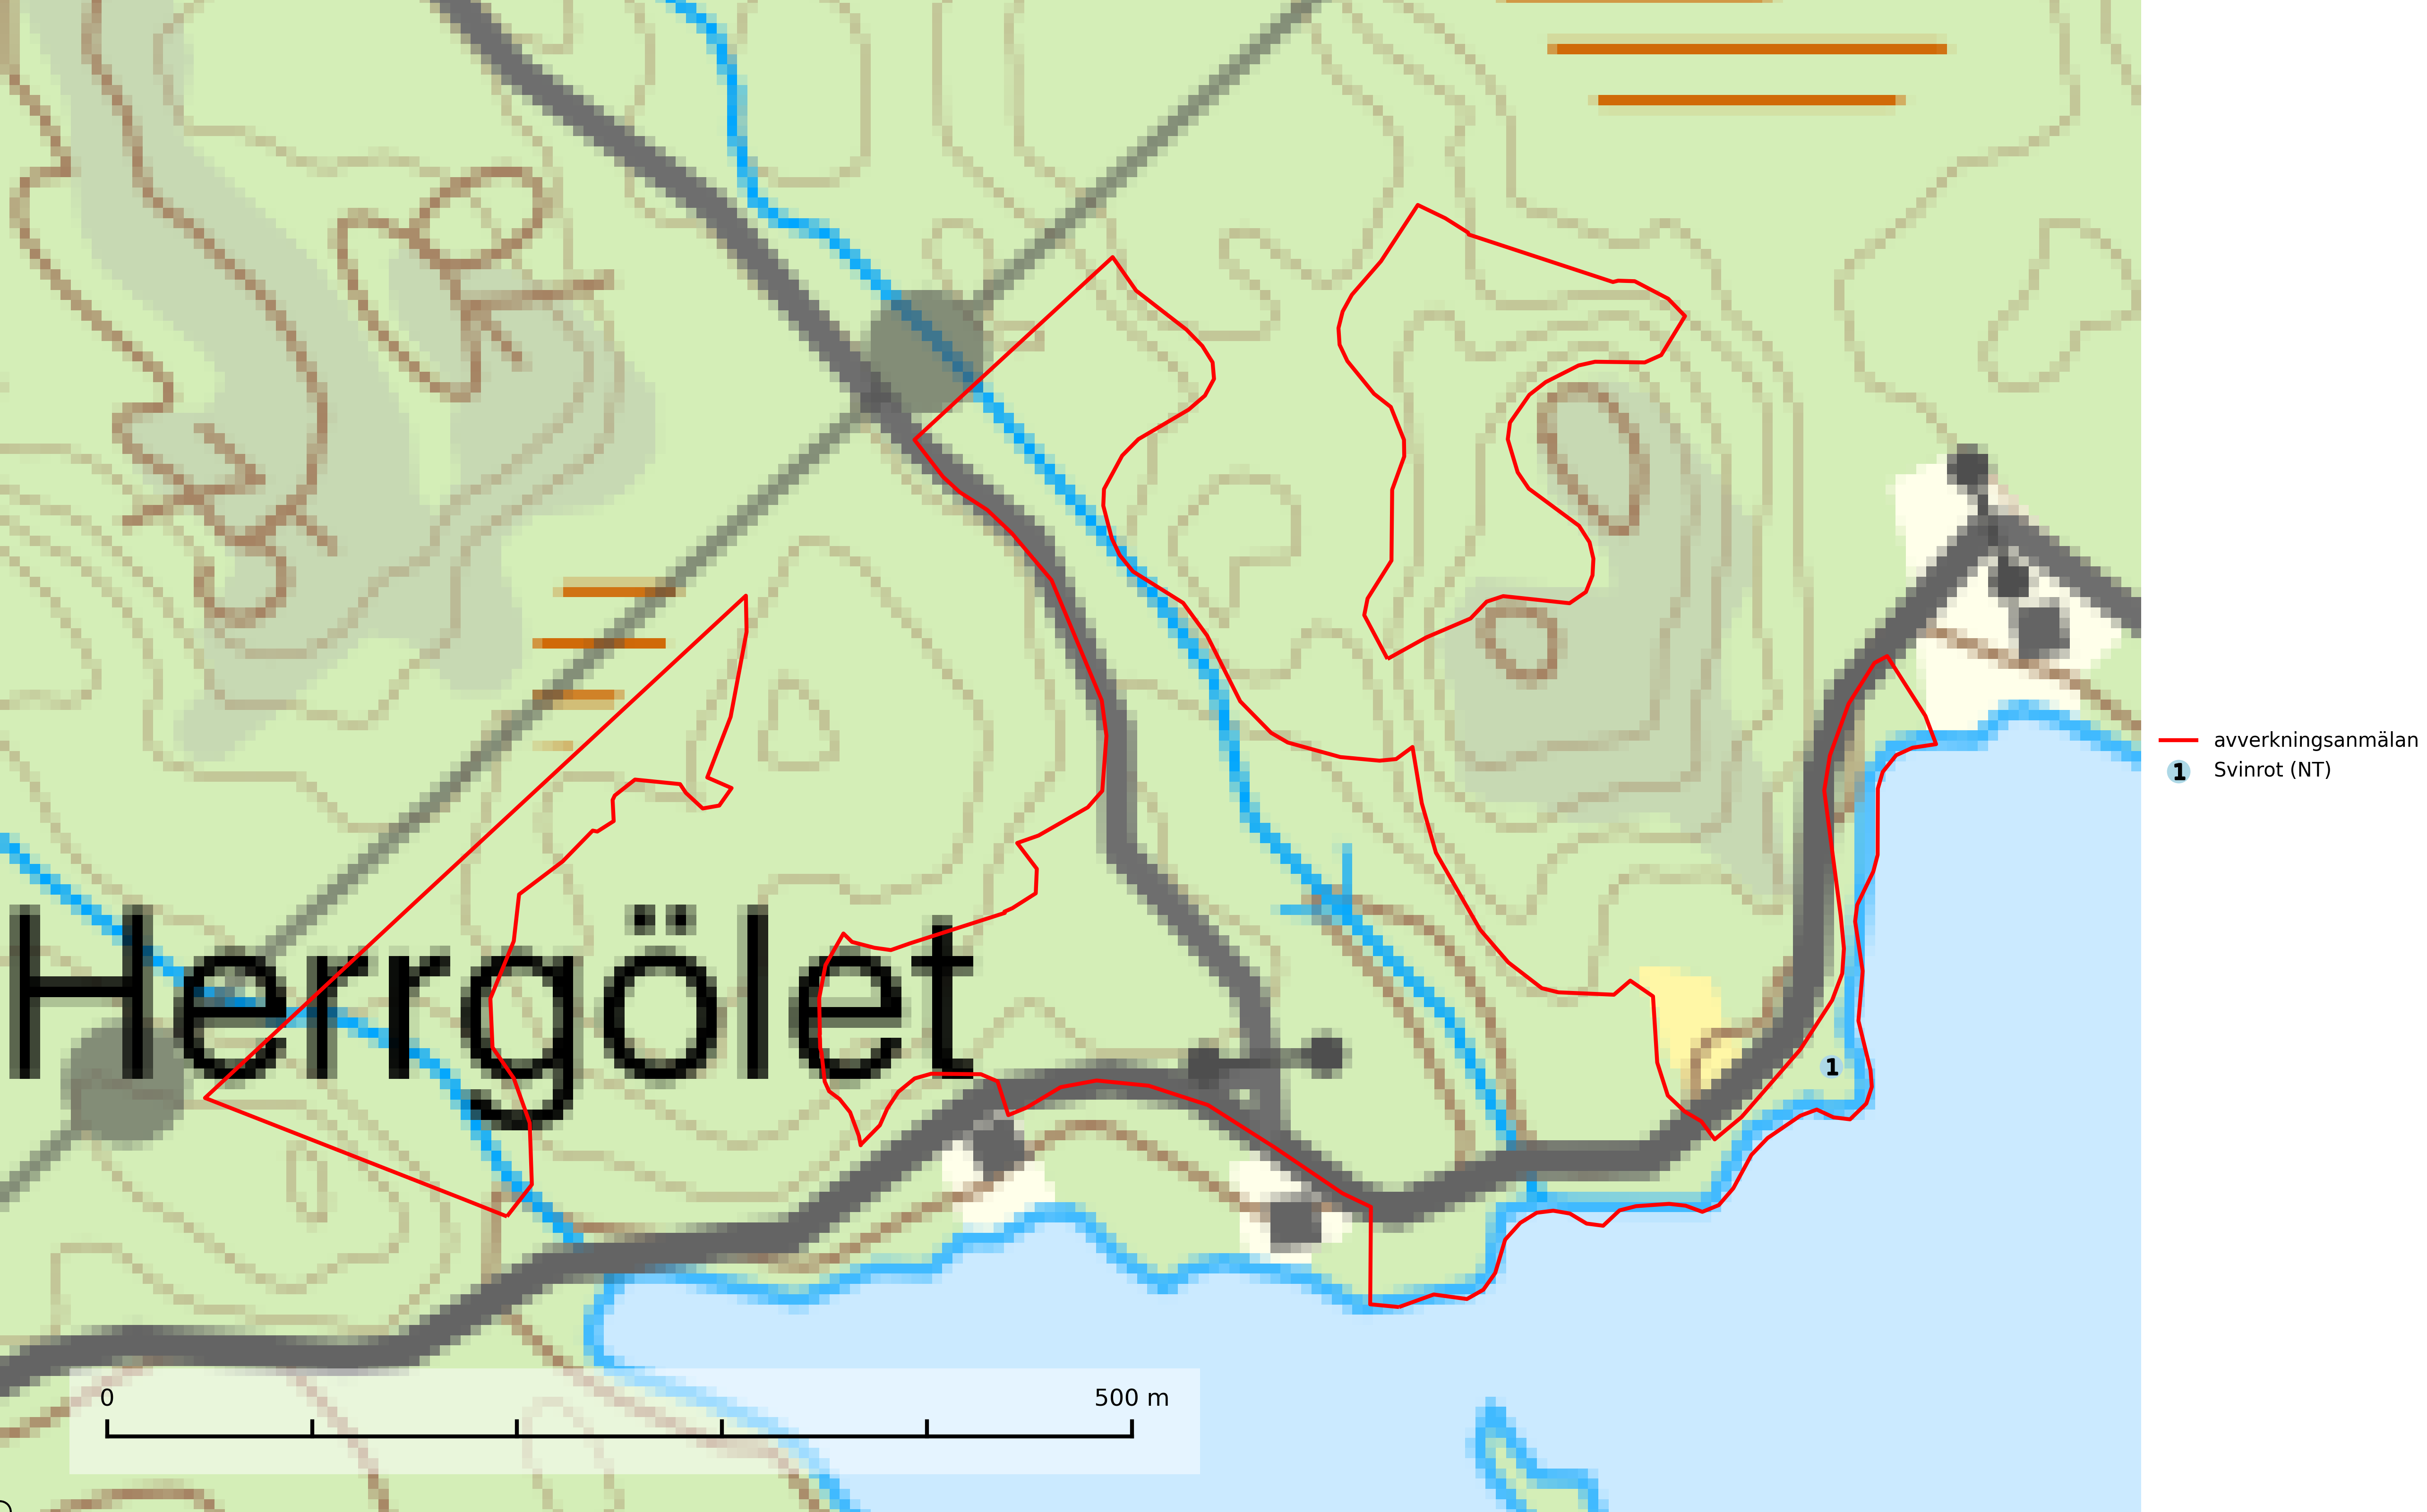 Herrgölet
0 500 m
avverkningsanmälan
1 Svinrot (NT)
1